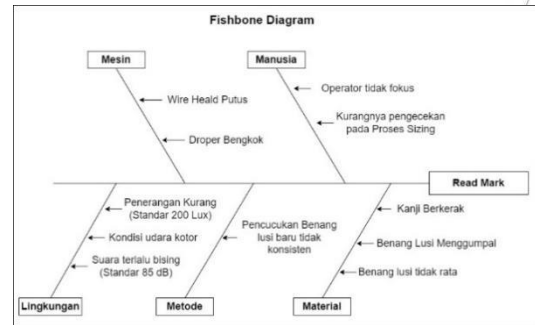 Fishbone Diagram
Mesin
Manusia
Wire Heald Putus
Droper Bengkok
Operator tidak fokus
Kurangnya pengecekan
pada Proses Sizing
Read Mark
Penerangan Kurang
(Standar 200 Lux)
Kondisi udara kotor
Suara terlalu bising
(Standar 85 dB)
Pencucukan Benang
lusi baru tidak
konsisten
Kanji Berkerak
Benang Lusi Menggumpal
Benang lusi tidak rata
Lingkungan
Metode
Material